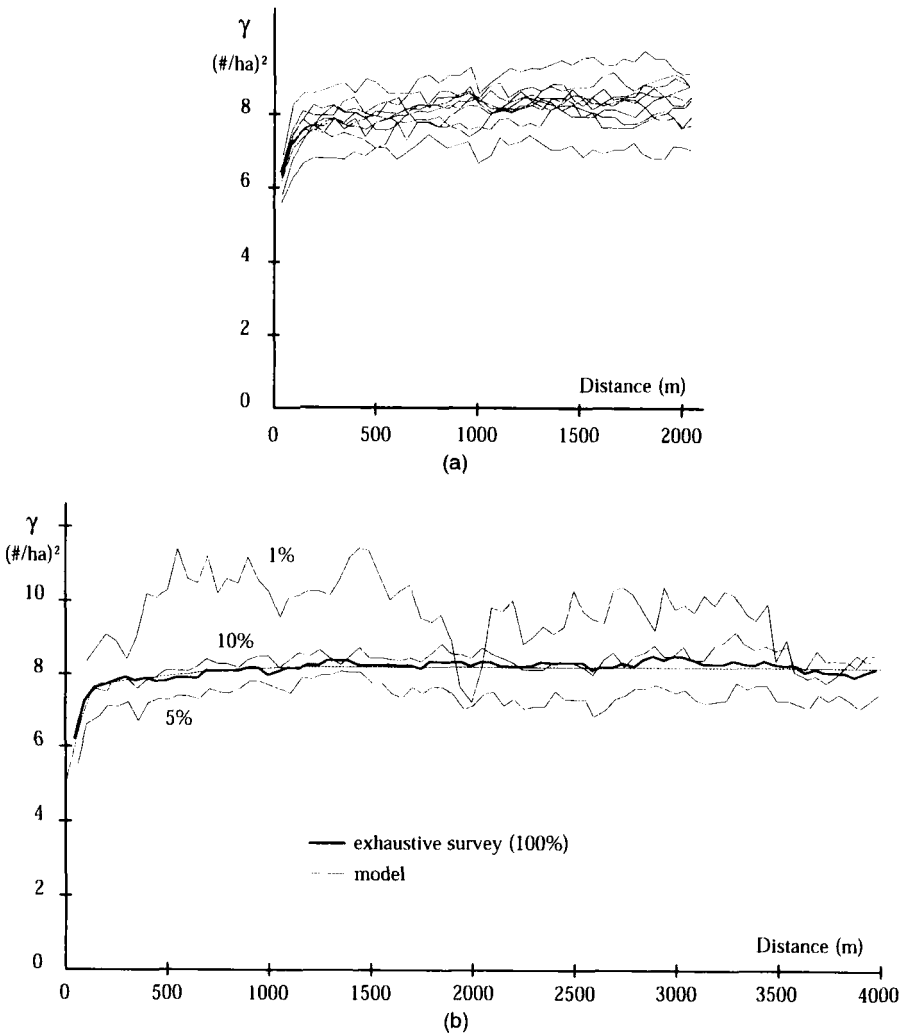 γ
(#/ha)²
8
6
4
2
0
Distance (m)
0 500 1000 1500 2000
(a)
γ
(#/ha)²
1%
10
10%
8
5%
6
4
exhaustive survey (100%)
model
2
Distance (m)
0
0 500 1000 1500 2000 2500 3000 3500 4000
(b)